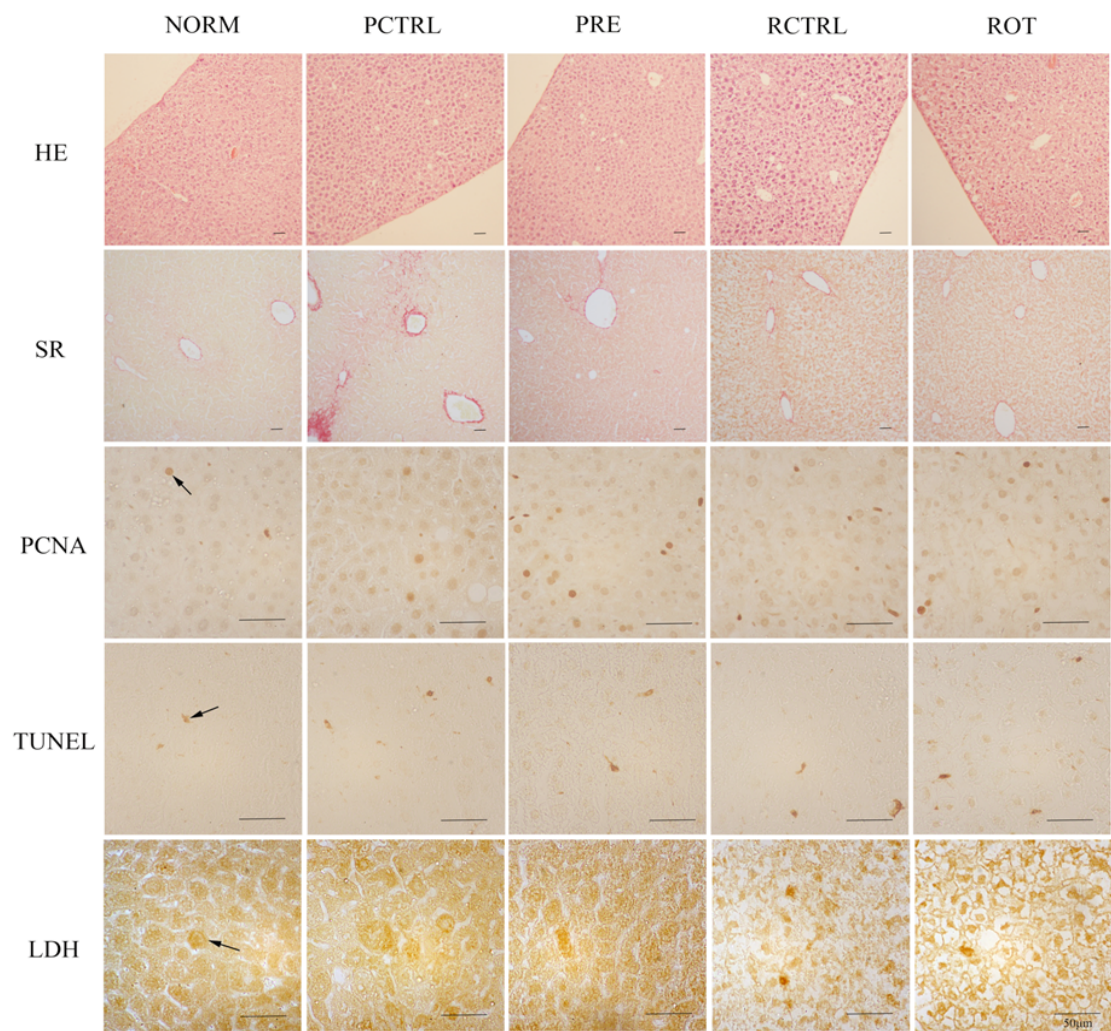 NORM PCTRL PRE RCTRL ROT
HE
SR
PCNA
TUNEL
LDH
50μm